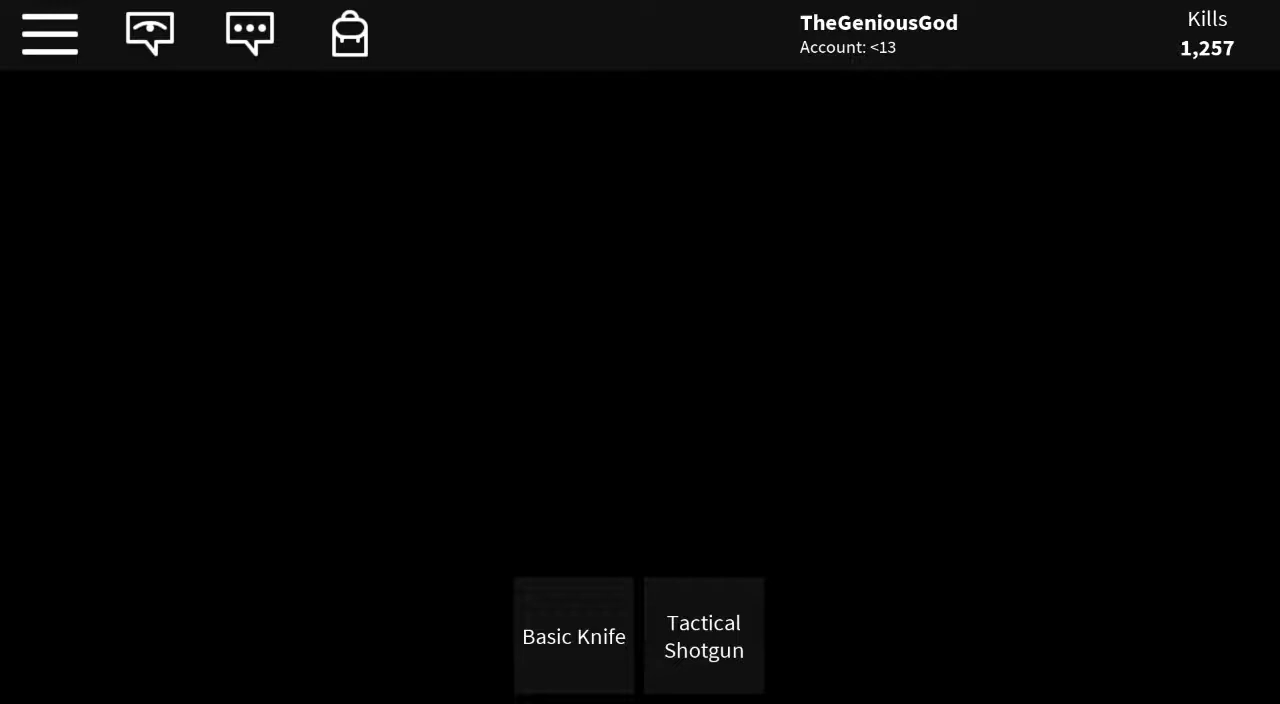 TheGeniousGod
Account: <13
Kills
1,257
Basic Knife
Tactical
Shotgun